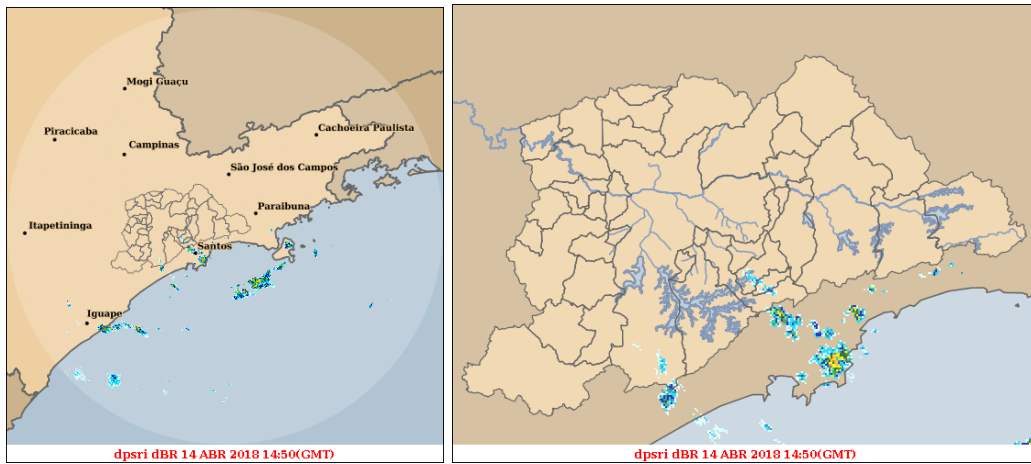 Mogi Guaçu
Piracicaba
Cachoeira Paulista
Campinas
São José dos Campos
Paraibuna
Itapetininga
Santos
Iguape
dpsri dBR 14 ABR 2018 14:50(GMT)
dpsri dBR 14 ABR 2018 14:50(GMT)